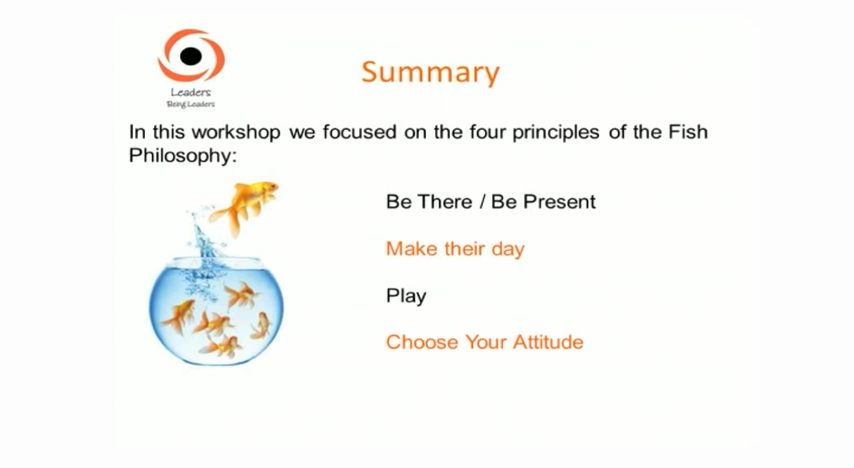 Leaders
Being Leaders
Summary
In this workshop we focused on the four principles of the Fish
Philosophy:
Be There / Be Present
Make their day
Play
Choose Your Attitude